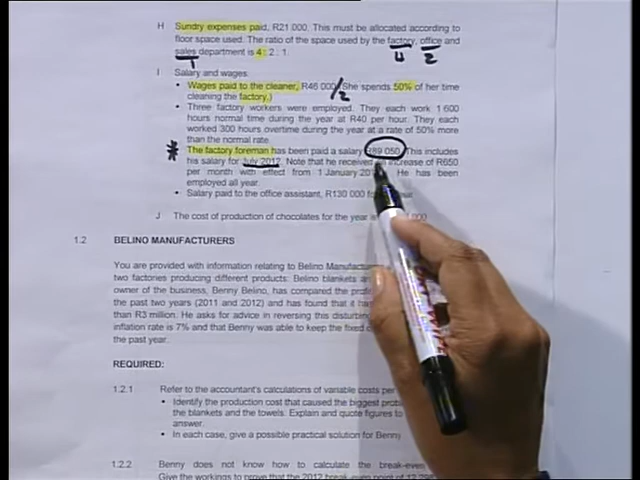 H Sundry expenses paid, R21 000. This must be allocated according to
floor space used. The ratio of the space used by the factory, office and
sales department is 4 : 2 : 1.
1 4 2
I Salary and wages:
• Wages paid to the cleaner, R46 000. She spends 50% of her time
cleaning the factory.)
/2
• Three factory workers were employed. They each work 1 600
hours normal time during the year at R40 per hour. They each
worked 300 hours overtime during the year at a rate of 50% more
than the normal rate.
* The factory foreman has been paid a salary R89 050. This includes
his salary for July 2012. Note that he received an increase of R650
per month with effect from 1 January He has been
employed all year.
• Salary paid to the office assistant, R130 000
J The cost of production of chocolates for the year
1.2 BELINO MANUFACTURERS
You are provided with information relating to Belino
two factories producing different products: Belino blankets
owner of the business, Benny Belino, has compared the
the past two years (2011 and 2012) and has found that it
than R3 million. He asks for advice in reversing this
inflation rate is 7% and that Benny was able to keep the fixed
the past year.
REQUIRED:
1.2.1 Refer to the accountant's calculations of variable costs
• Identify the production cost that caused the biggest
the blankets and the towels. Explain and quote figures to
• In each case, give a possible practical solution for Benny
1.2.2 Benny does not know how to calculate the
Give the workings to prove that the 2012 break-even point of